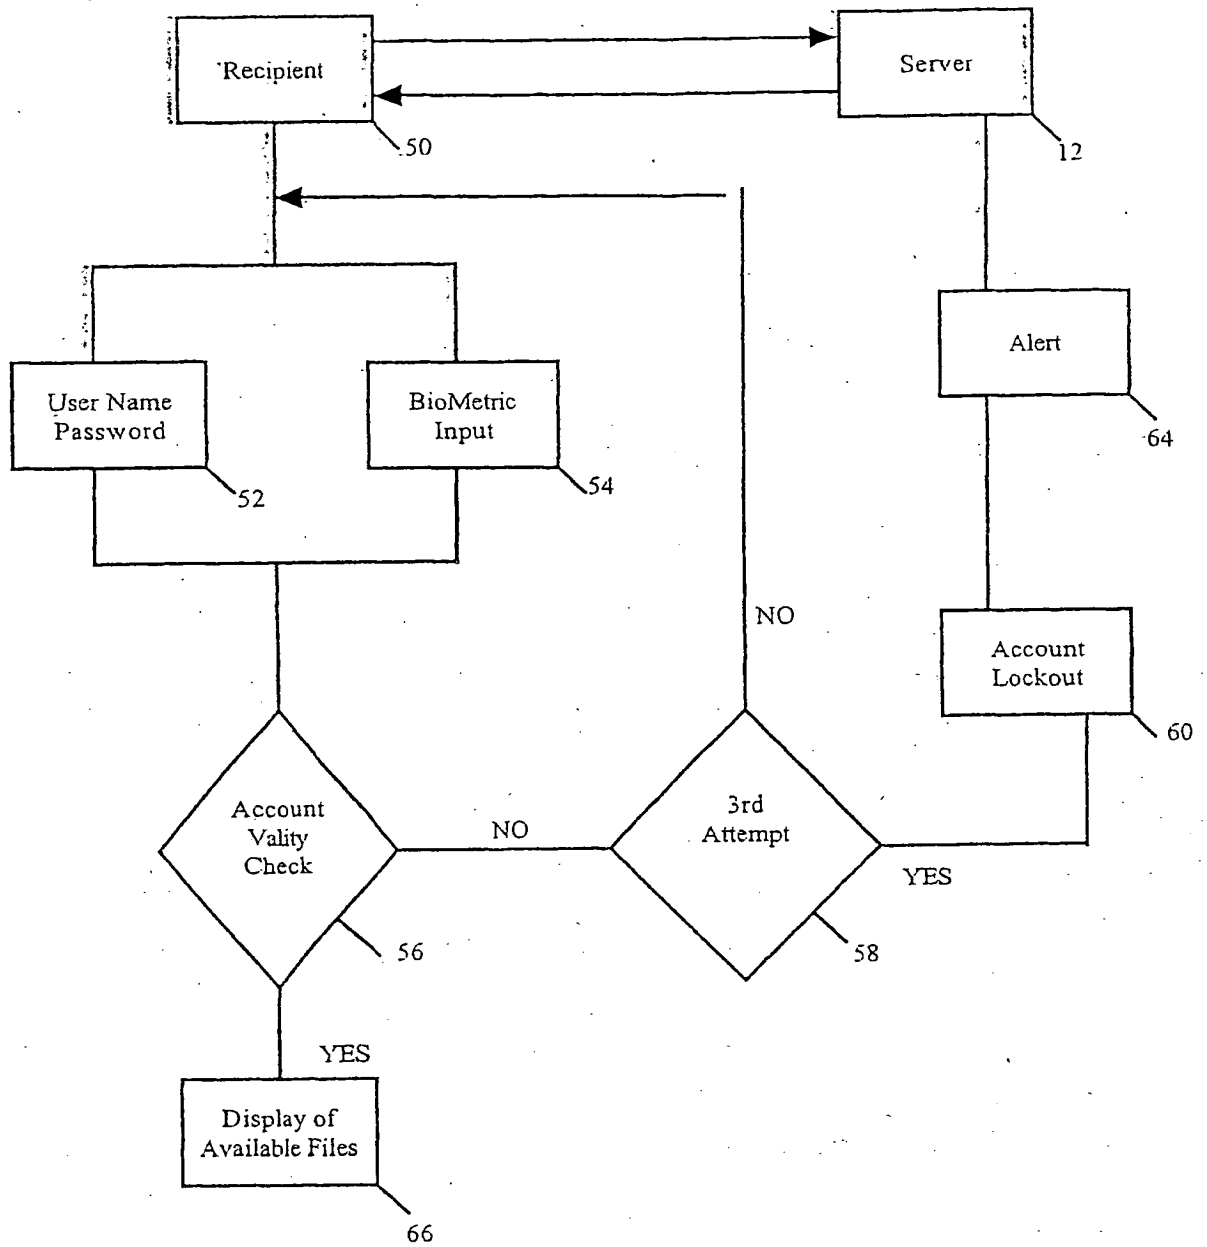 Recipient
Server
50
12
Alert
User Name
Password
BioMetric
Input
64
52
54
NO
Account
Lockout
60
Account
Vality
Check
NO
3rd
Attempt
YES
56
58
YES
Display of
Available Files
66